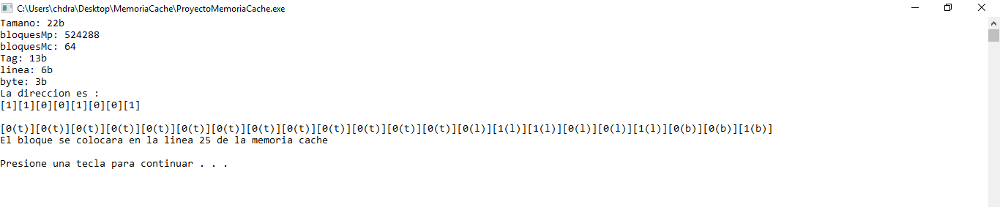 C:\Users\chdra\Desktop\MemoriaCache\ProyectoMemoriaCache.exe
Tamano: 22b
bloquesMp: 524288
bloquesMc: 64
Tag: 13b
linea: 6b
byte: 3b
La direccion es :
[1][1][0][0][1][0][0][1]
[0(t)][0(t)][0(t)][0(t)][0(t)][0(t)][0(t)][0(t)][0(t)][0(t)][0(t)][0(t)][0(t)][0(l)][1(l)][1(l)][0(l)][0(l)][1(l)][0(b)][0(b)][1(b)]
El bloque se colocara en la linea 25 de la memoria cache
Presione una tecla para continuar . . .